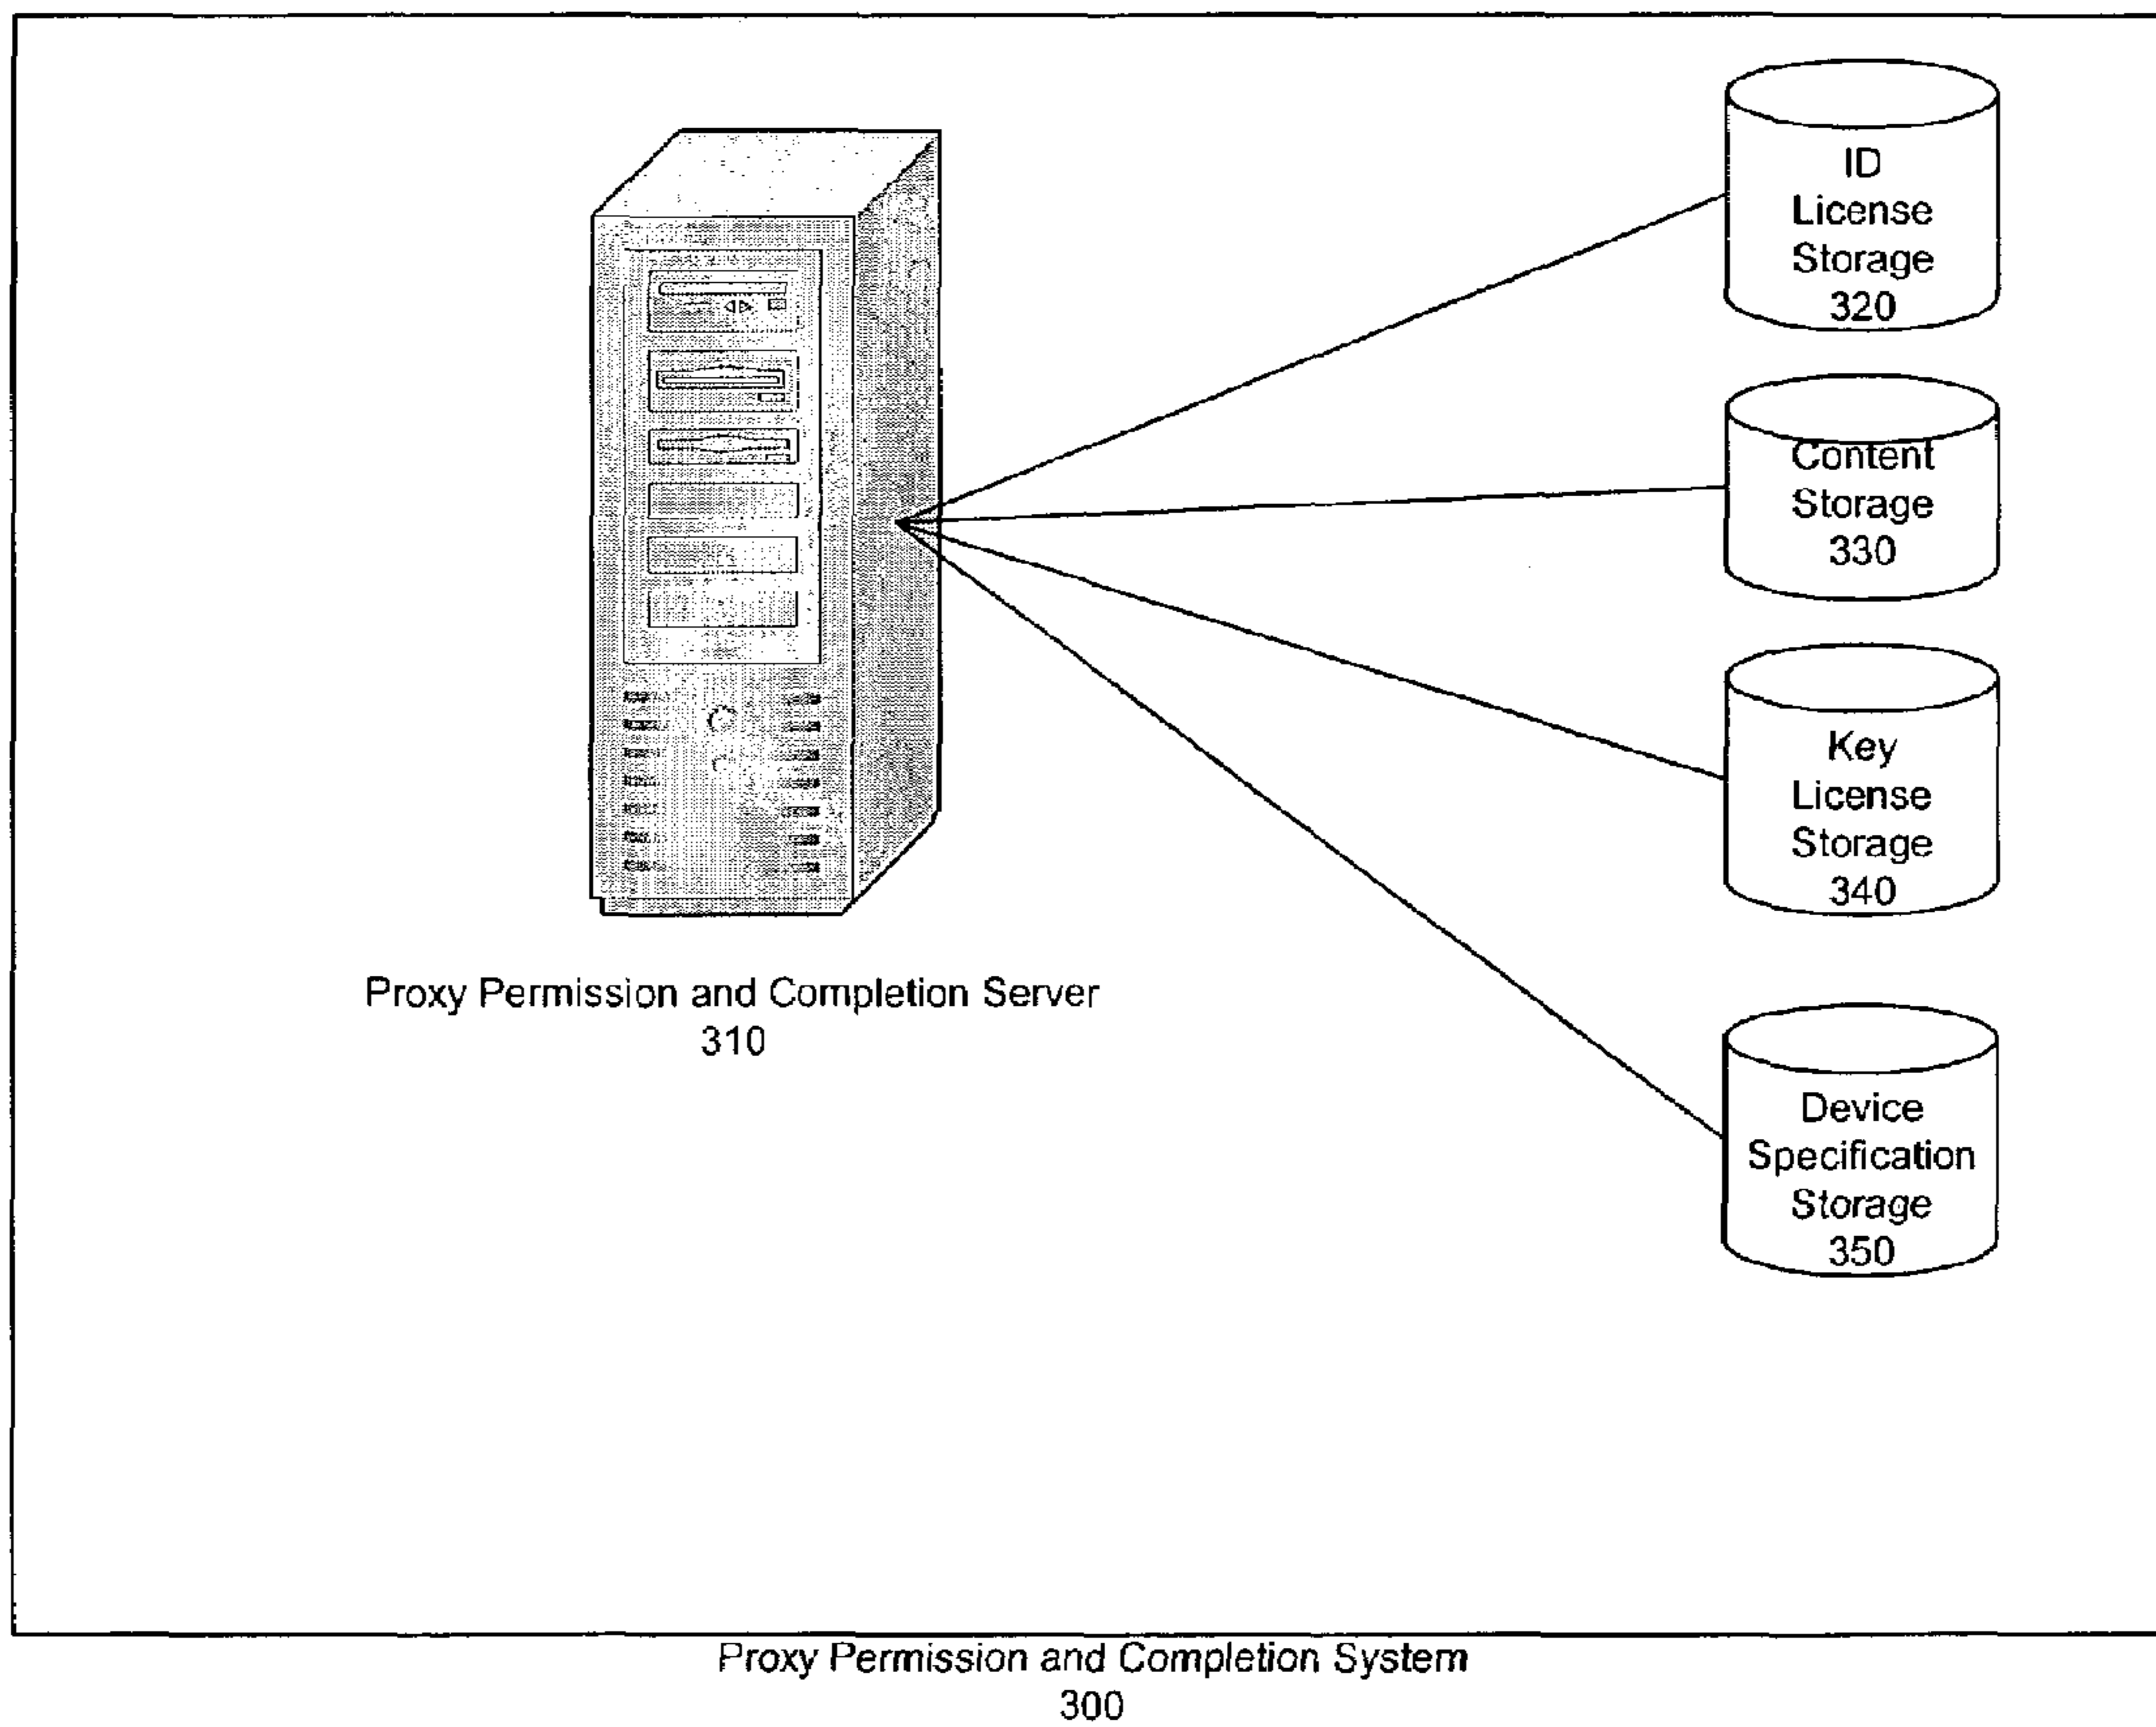 ID
License
Storage
320
Content
Storage
330
Key
License
Storage
340
Proxy Permission and Completion Server
310
Device
Specification
Storage
350
Proxy Permission and Completion System
300